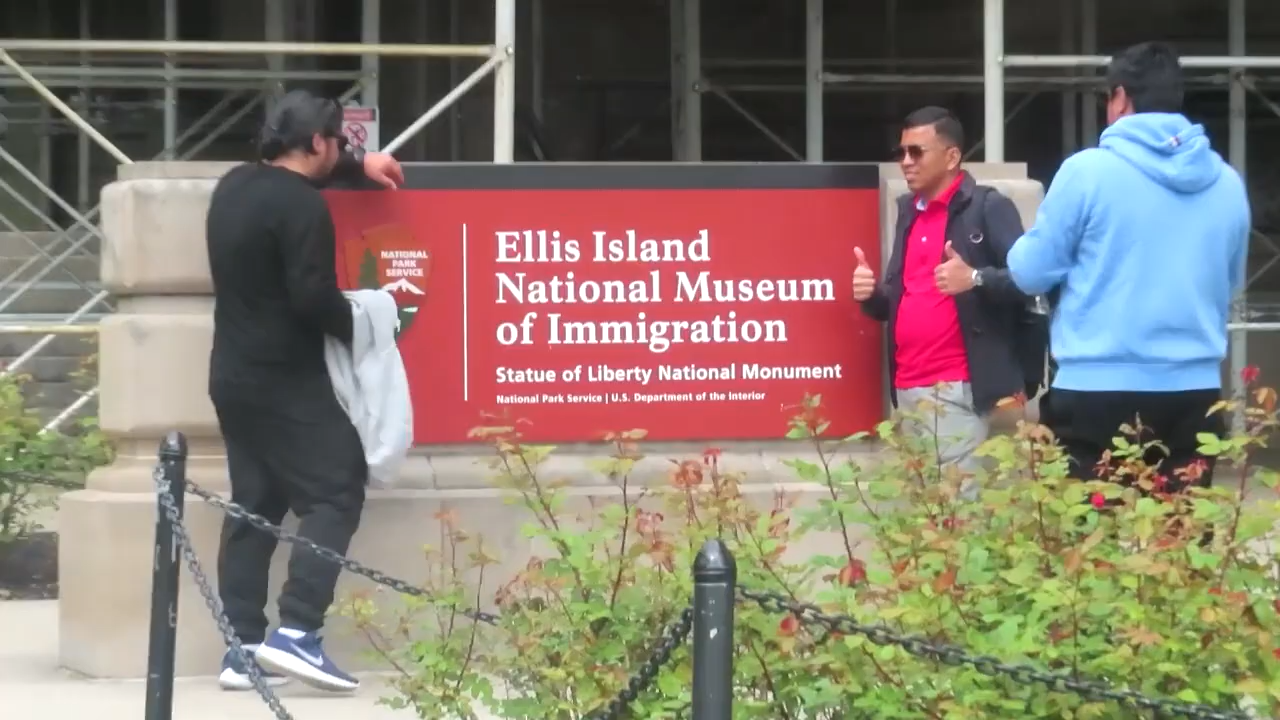 NATIONAL
PARK
SERVICE
Ellis Island
National Museum
of Immigration
Statue of Liberty National Monument
National Park Service | U.S. Department of the Interior